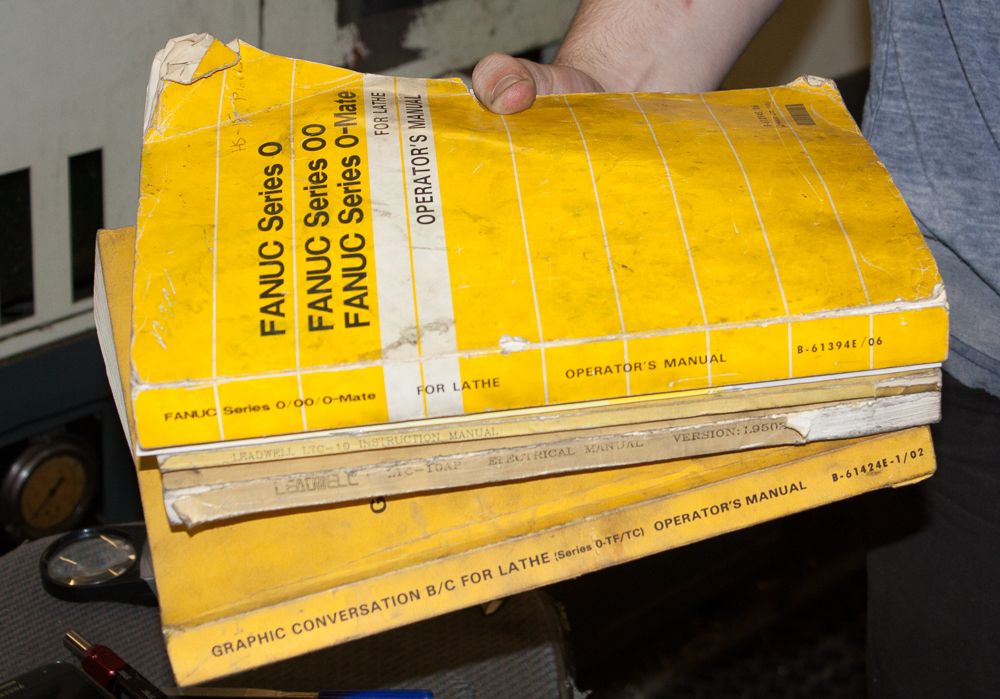 FANUC Series 0
FANUC Series 00
FANUC Series 0-Mate
FOR LATHE
OPERATOR'S MANUAL
FANUC Series 0/00/0-Mate FOR LATHE OPERATOR'S MANUAL B-61394E/06
LEADWELL LTC-10 INSTRUCTION MANUAL
LEADWELL LTC-10AP ELECTRICAL MANUAL VERSION:L9502
G
GRAPHIC CONVERSATION B/C FOR LATHE (Series 0-TF/TC) OPERATOR'S MANUAL B-61424E-1/02